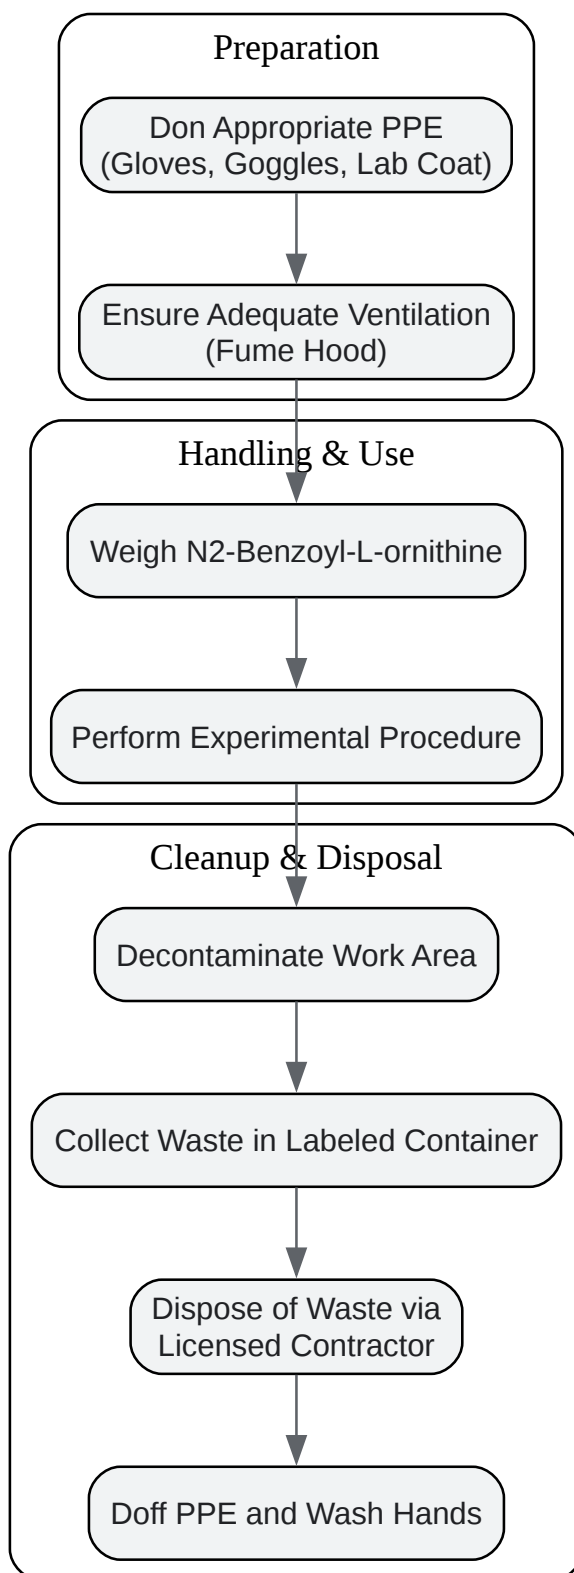 Preparation
Don Appropriate PPE
(Gloves, Goggles, Lab Coat)
Ensure Adequate Ventilation
(Fume Hood)
Handling & Use
Weigh N2-Benzoyl-L-ornithine
Perform Experimental Procedure
Cleanup & Disposal
Decontaminate Work Area
Collect Waste in Labeled Container
Dispose of Waste via
Licensed Contractor
Doff PPE and Wash Hands